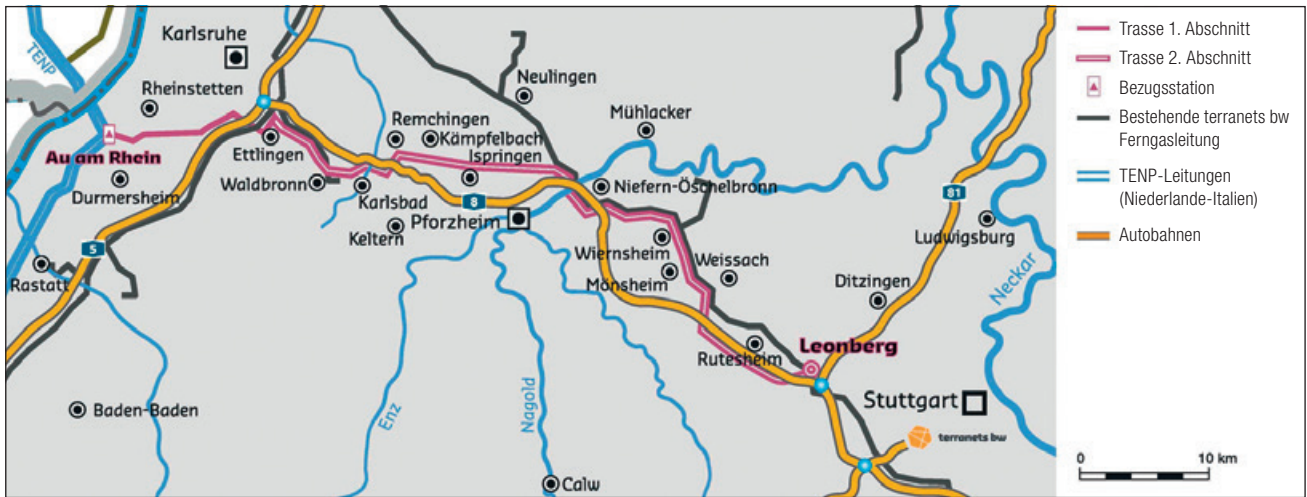 TENP
Karlsruhe
Rheinstetten
Au am Rhein
Durmersheim
Rastatt
5
Baden-Baden
Ettlingen
Waldbronn
Remchingen
Kämpfelbach
Ispringen
Karlsbad
Keltern
8
Pforzheim
Neulingen
Mühlacker
Niefern-Öschelbronn
Wiernsheim
Mönsheim
Weissach
Rutesheim
Leonberg
Ditzingen
81
Ludwigsburg
Neckar
Stuttgart
terranets bw
Enz
Nagold
Calw
Trasse 1. Abschnitt
Trasse 2. Abschnitt
Bezugsstation
Bestehende terranets bw
Ferngasleitung
TENP-Leitungen
(Niederlande-Italien)
Autobahnen
0 10 km